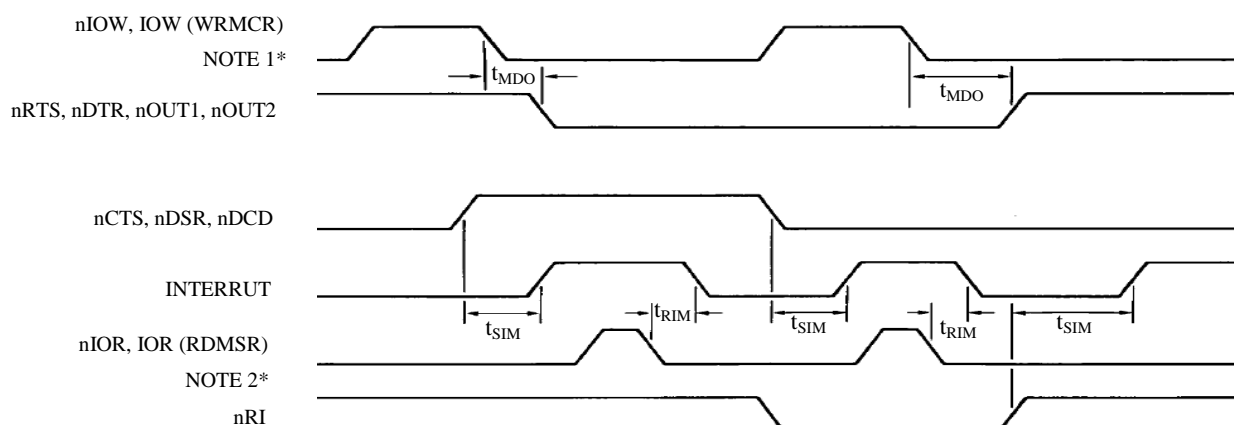 nIOW, IOW (WRMCR)
NOTE 1*
tMDO
tMDO
nRTS, nDTR, nOUT1, nOUT2
nCTS, nDSR, nDCD
INTERRUT
tSIM
tRIM
tSIM
tRIM
tSIM
nIOR, IOR (RDMSR)
NOTE 2*
nRI